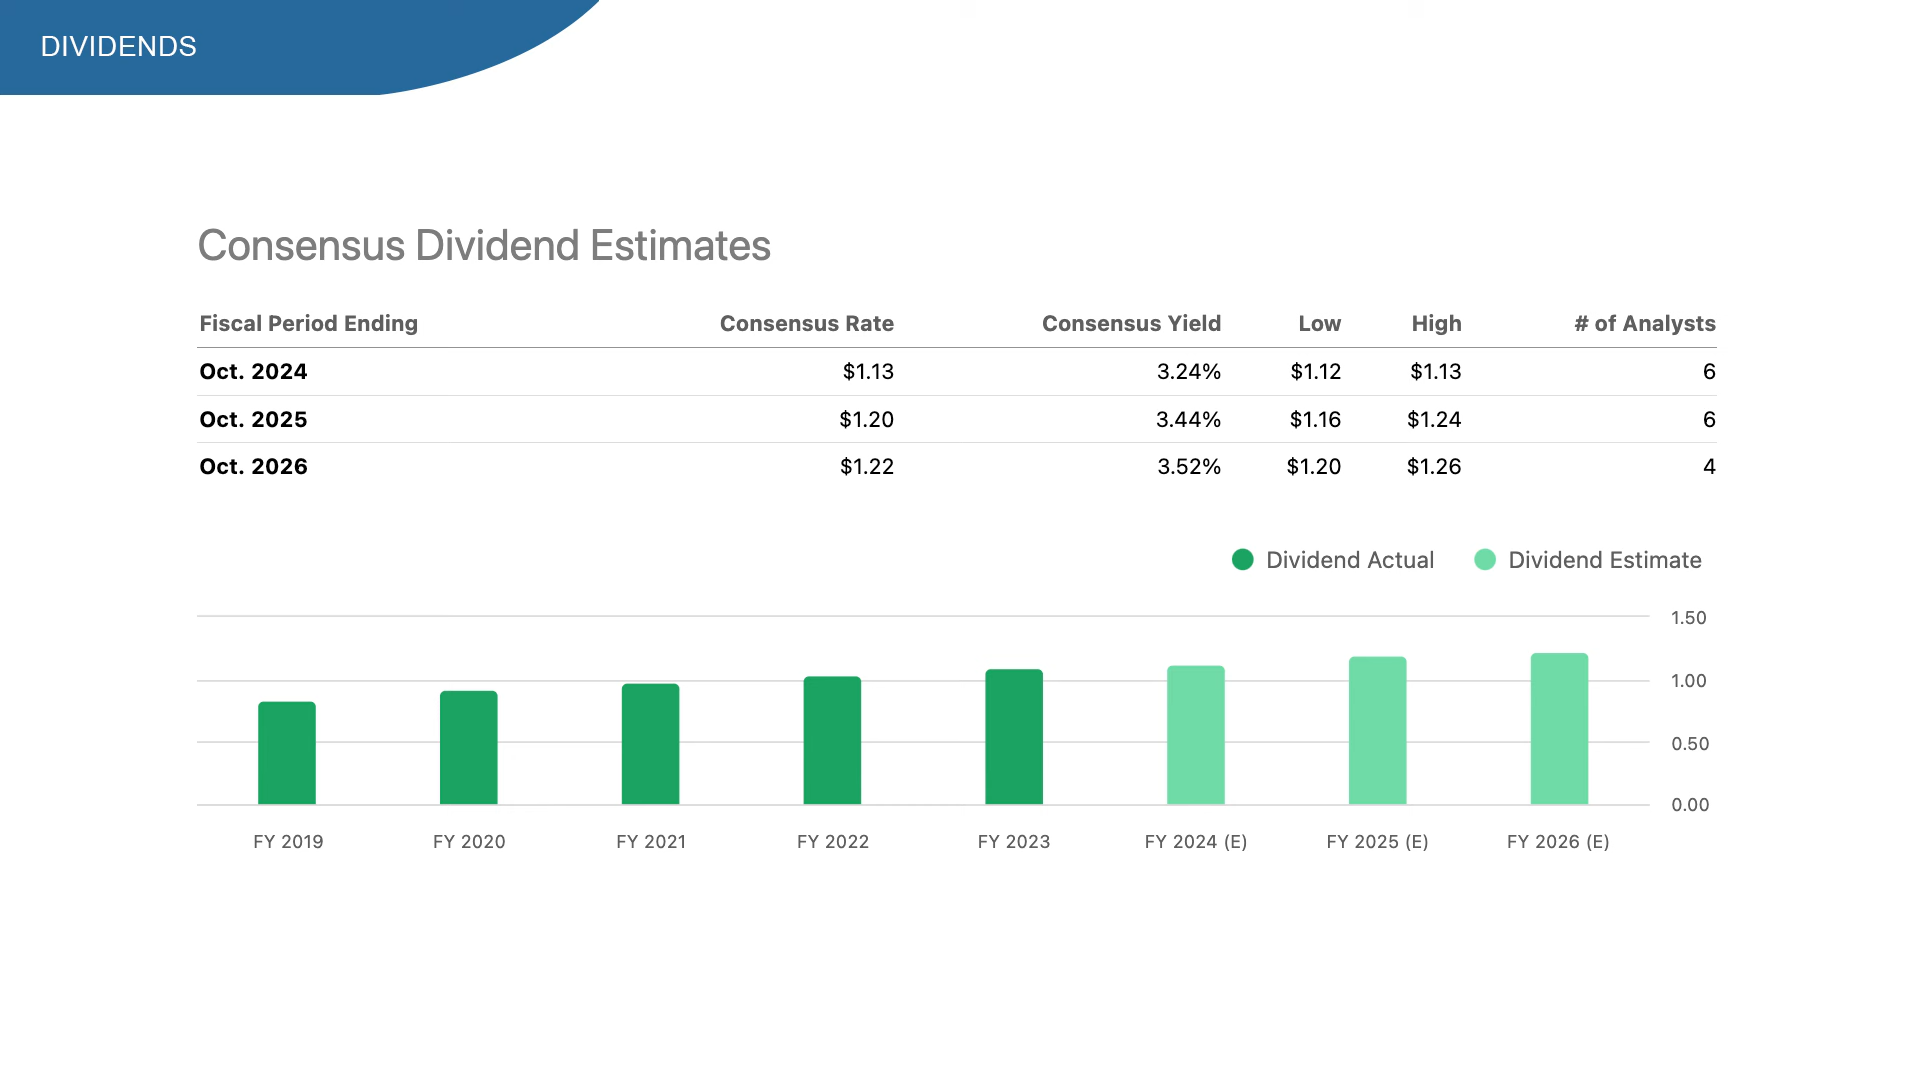 DIVIDENDS
Consensus Dividend Estimates
Fiscal Period Ending Consensus Rate Consensus Yield Low High # of Analysts
Oct. 2024 $1.13 3.24% $1.12 $1.13 6
Oct. 2025 $1.20 3.44% $1.16 $1.24 6
Oct. 2026 $1.22 3.52% $1.20 $1.26 4
Dividend Actual Dividend Estimate
1.50
1.00
0.50
0.00
FY 2019 FY 2020 FY 2021 FY 2022 FY 2023 FY 2024 (E) FY 2025 (E) FY 2026 (E)